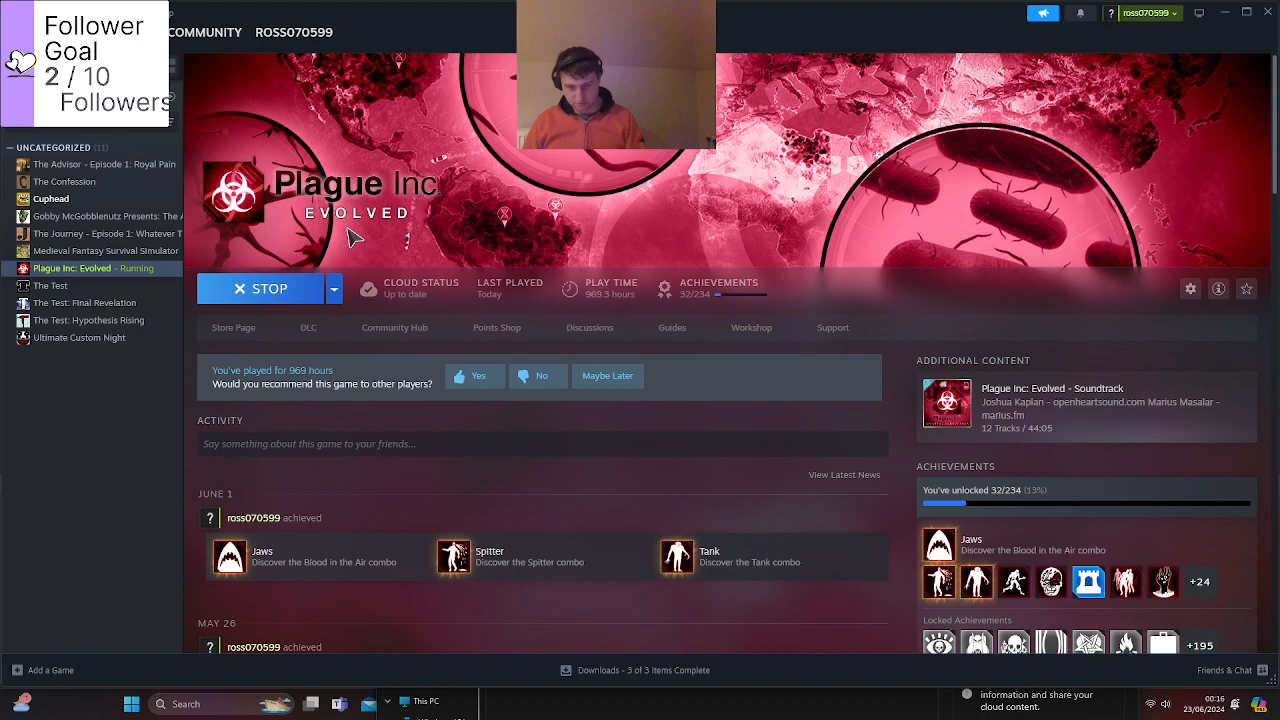 Follower
Goal
2 / 10
Followers
COMMUNITY ROSS070599
ross070599
UNCATEGORIZED (11)
The Advisor - Episode 1: Royal Pain
The Confession
Cuphead
Gobby McGobblenutz Presents: The A
The Journey - Episode 1: Whatever T
Medieval Fantasy Survival Simulator
Plague Inc: Evolved - Running
The Test
The Test: Final Revelation
The Test: Hypothesis Rising
Ultimate Custom Night
Plague Inc.
EVOLVED
STOP
CLOUD STATUS
Up to date
LAST PLAYED
Today
PLAY TIME
969.3 hours
ACHIEVEMENTS
32/234
Store Page DLC Community Hub Points Shop Discussions Guides Workshop Support
You've played for 969 hours
Would you recommend this game to other players?
Yes No Maybe Later
ACTIVITY
Say something about this game to your friends...
View Latest News
JUNE 1
ross070599 achieved
Jaws
Discover the Blood in the Air combo
Spitter
Discover the Spitter combo
Tank
Discover the Tank combo
MAY 26
ross070599 achieved
ADDITIONAL CONTENT
Plague Inc: Evolved - Soundtrack
Joshua Kaplan - openheartsound.com Marius Masalar -
marius.fm
12 Tracks / 44:05
ACHIEVEMENTS
You've unlocked 32/234 (13%)
Jaws
Discover the Blood in the Air combo
+24
Locked Achievements
+195
Add a Game
Downloads - 3 of 3 Items Complete
Friends & Chat
Search
This PC
information and share your
cloud.
00:16
23/06/2024